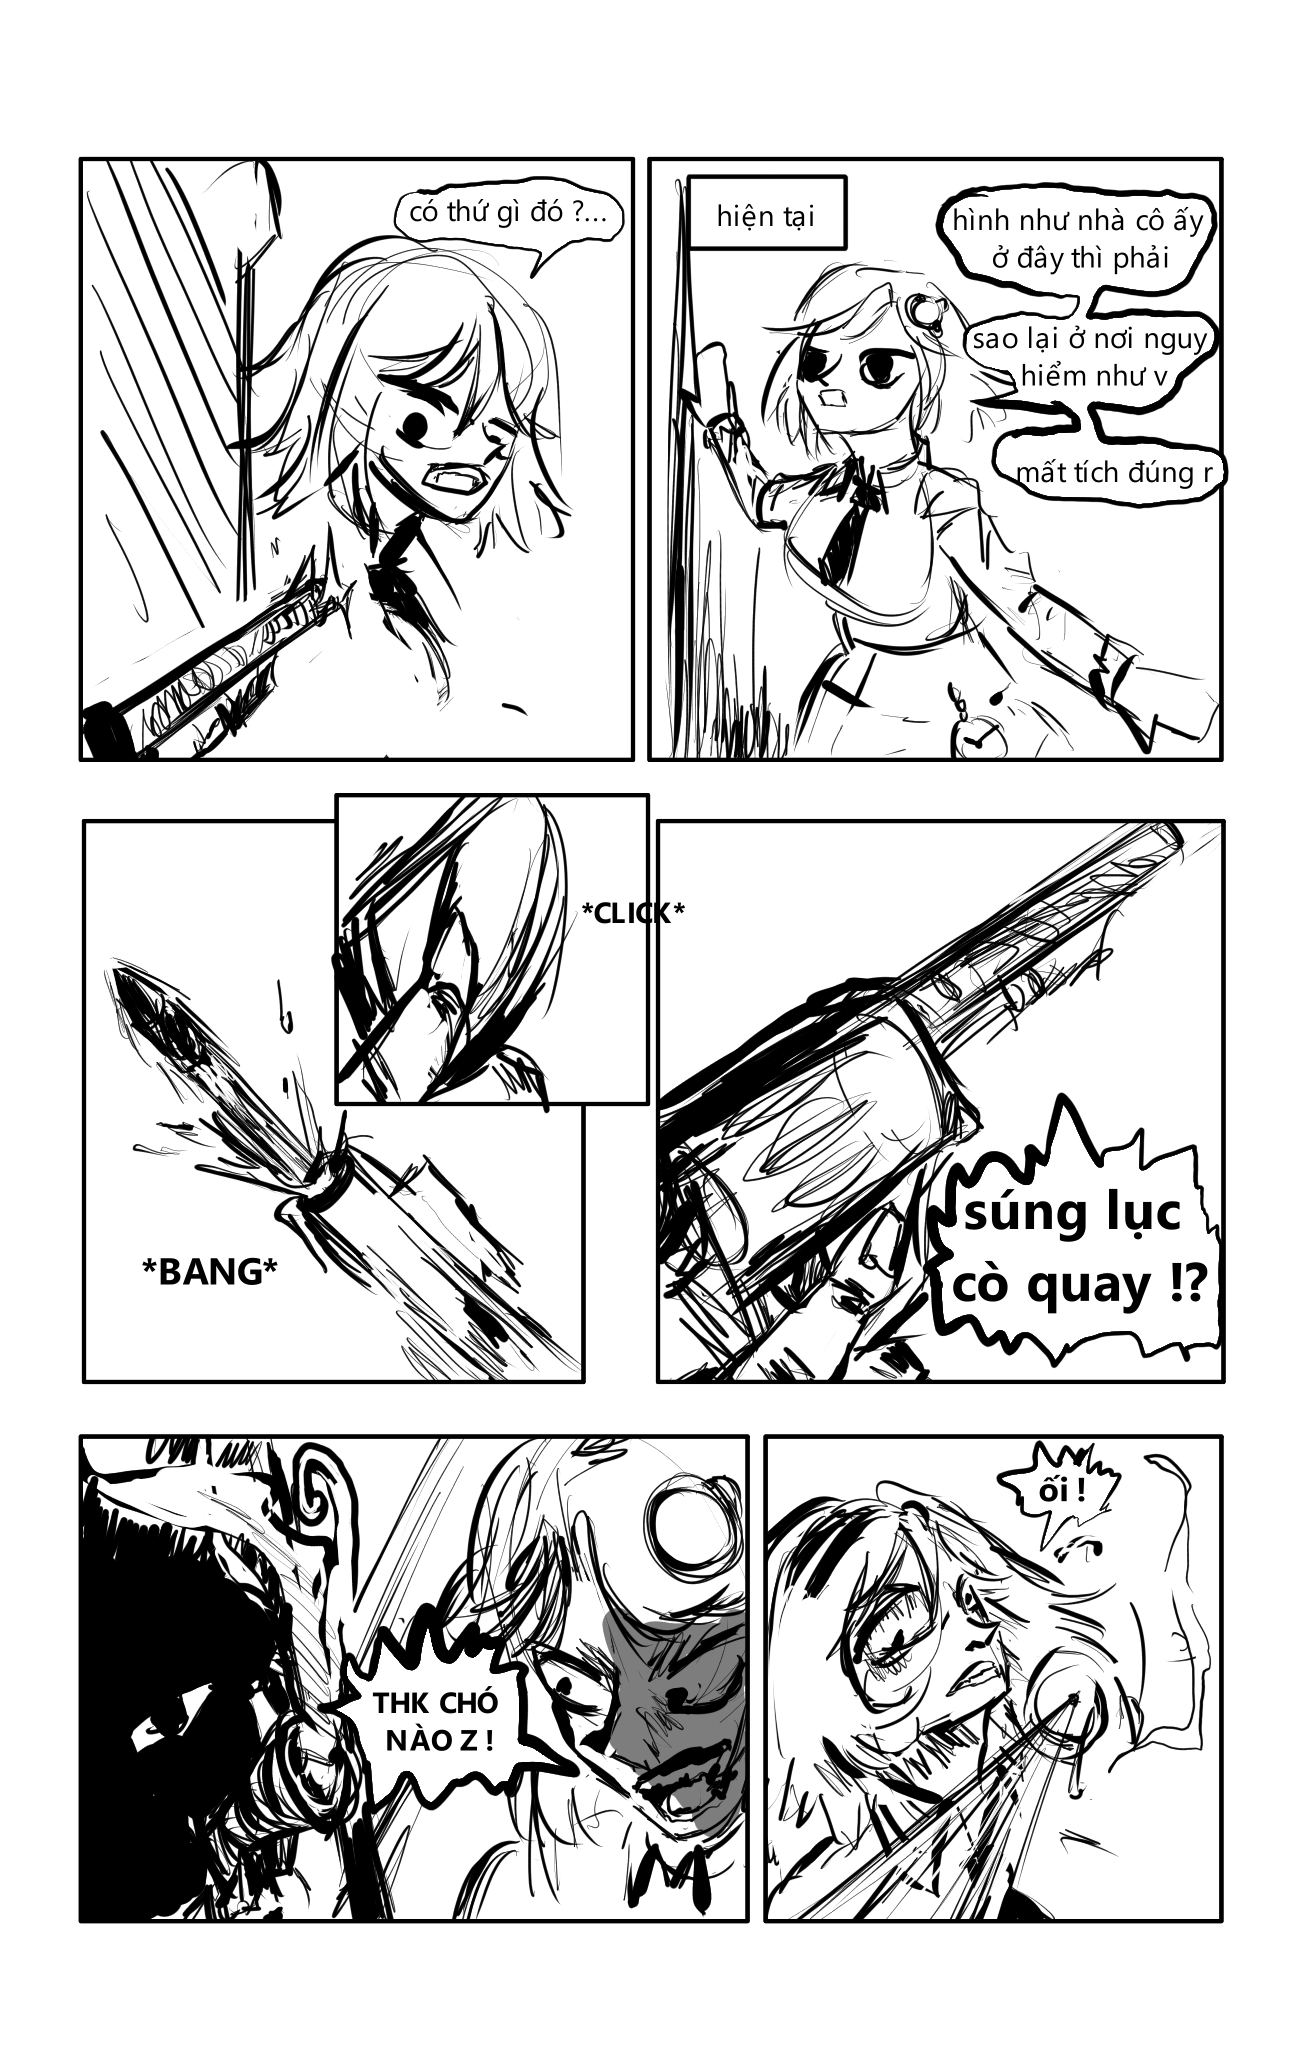 có thứ gì đó ?...
hiện tại
hình như nhà cô ấy
ở đây thì phải
sao lại ở nơi nguy
hiểm như v
mất tích đúng r
*CLICK*
*BANG*
súng lục
cò quay !?
THK CHÓ
NÀO Z !
ối !